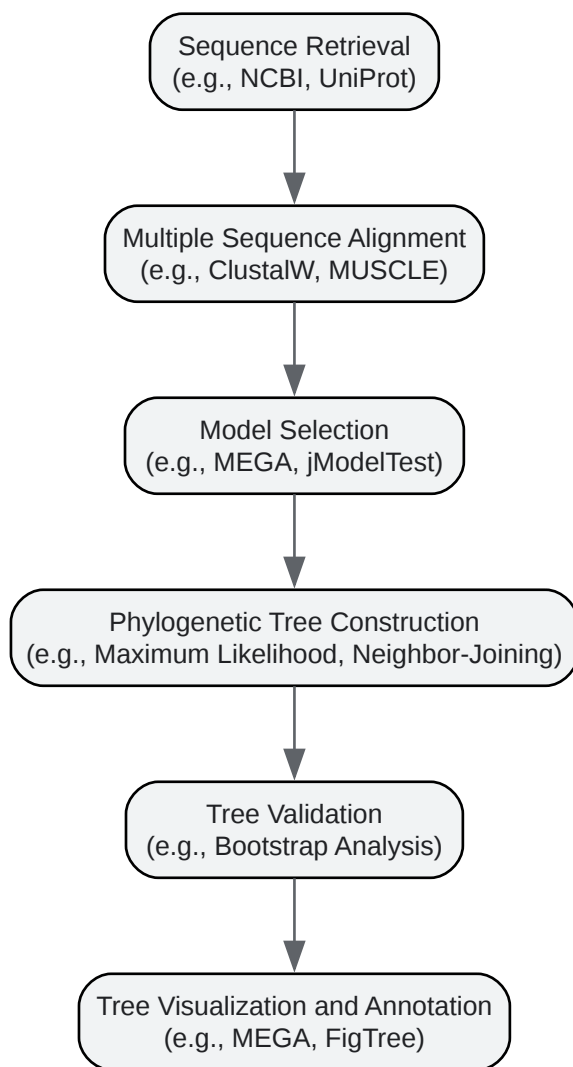 Sequence Retrieval
(e.g., NCBI, UniProt)
Multiple Sequence Alignment
(e.g., ClustalW, MUSCLE)
Model Selection
(e.g., MEGA, jModelTest)
Phylogenetic Tree Construction
(e.g., Maximum Likelihood, Neighbor-Joining)
Tree Validation
(e.g., Bootstrap Analysis)
Tree Visualization and Annotation
(e.g., MEGA, FigTree)